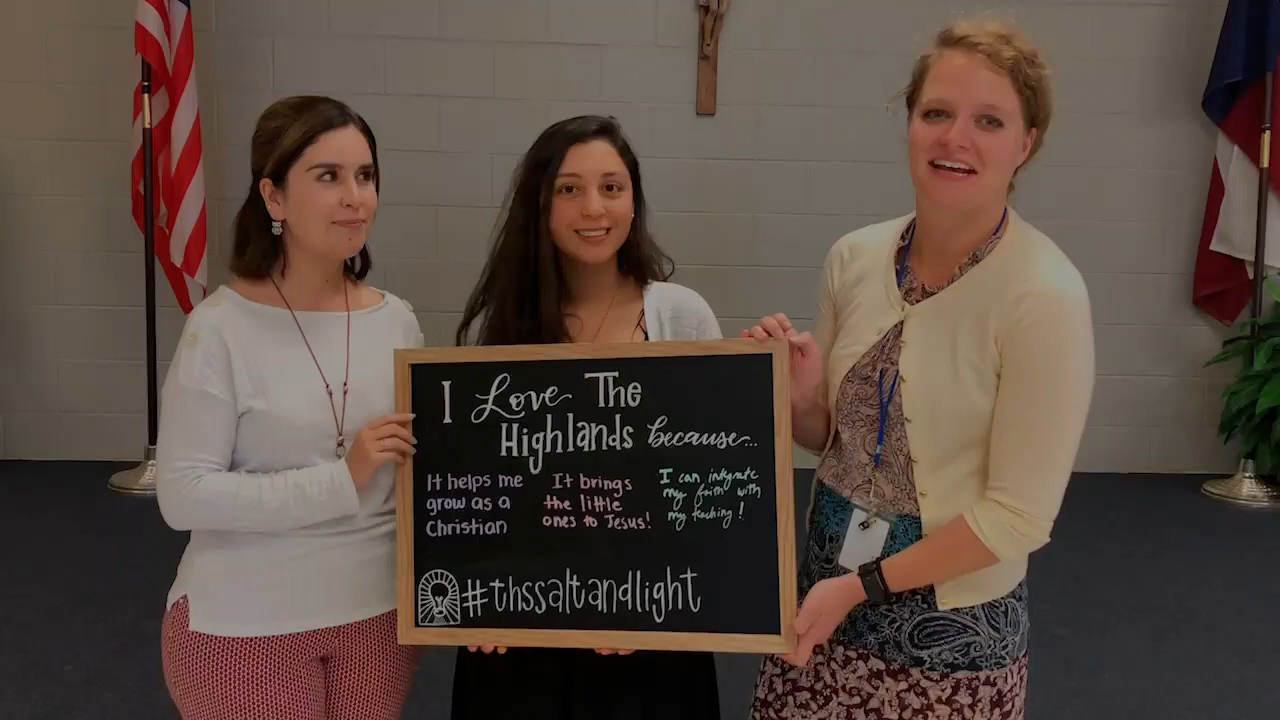 I Love The
Highlands because...
It helps me
grow as a
Christian
It brings
the little
ones to Jesus!
I can integrate
my faith with
my teaching!
#thssaltandlight